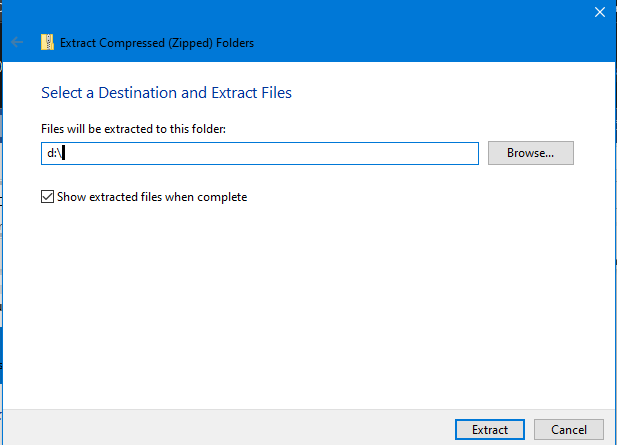 Extract Compressed (Zipped) Folders
Select a Destination and Extract Files
Files will be extracted to this folder:
d:\
Browse...
Show extracted files when complete
Extract
Cancel